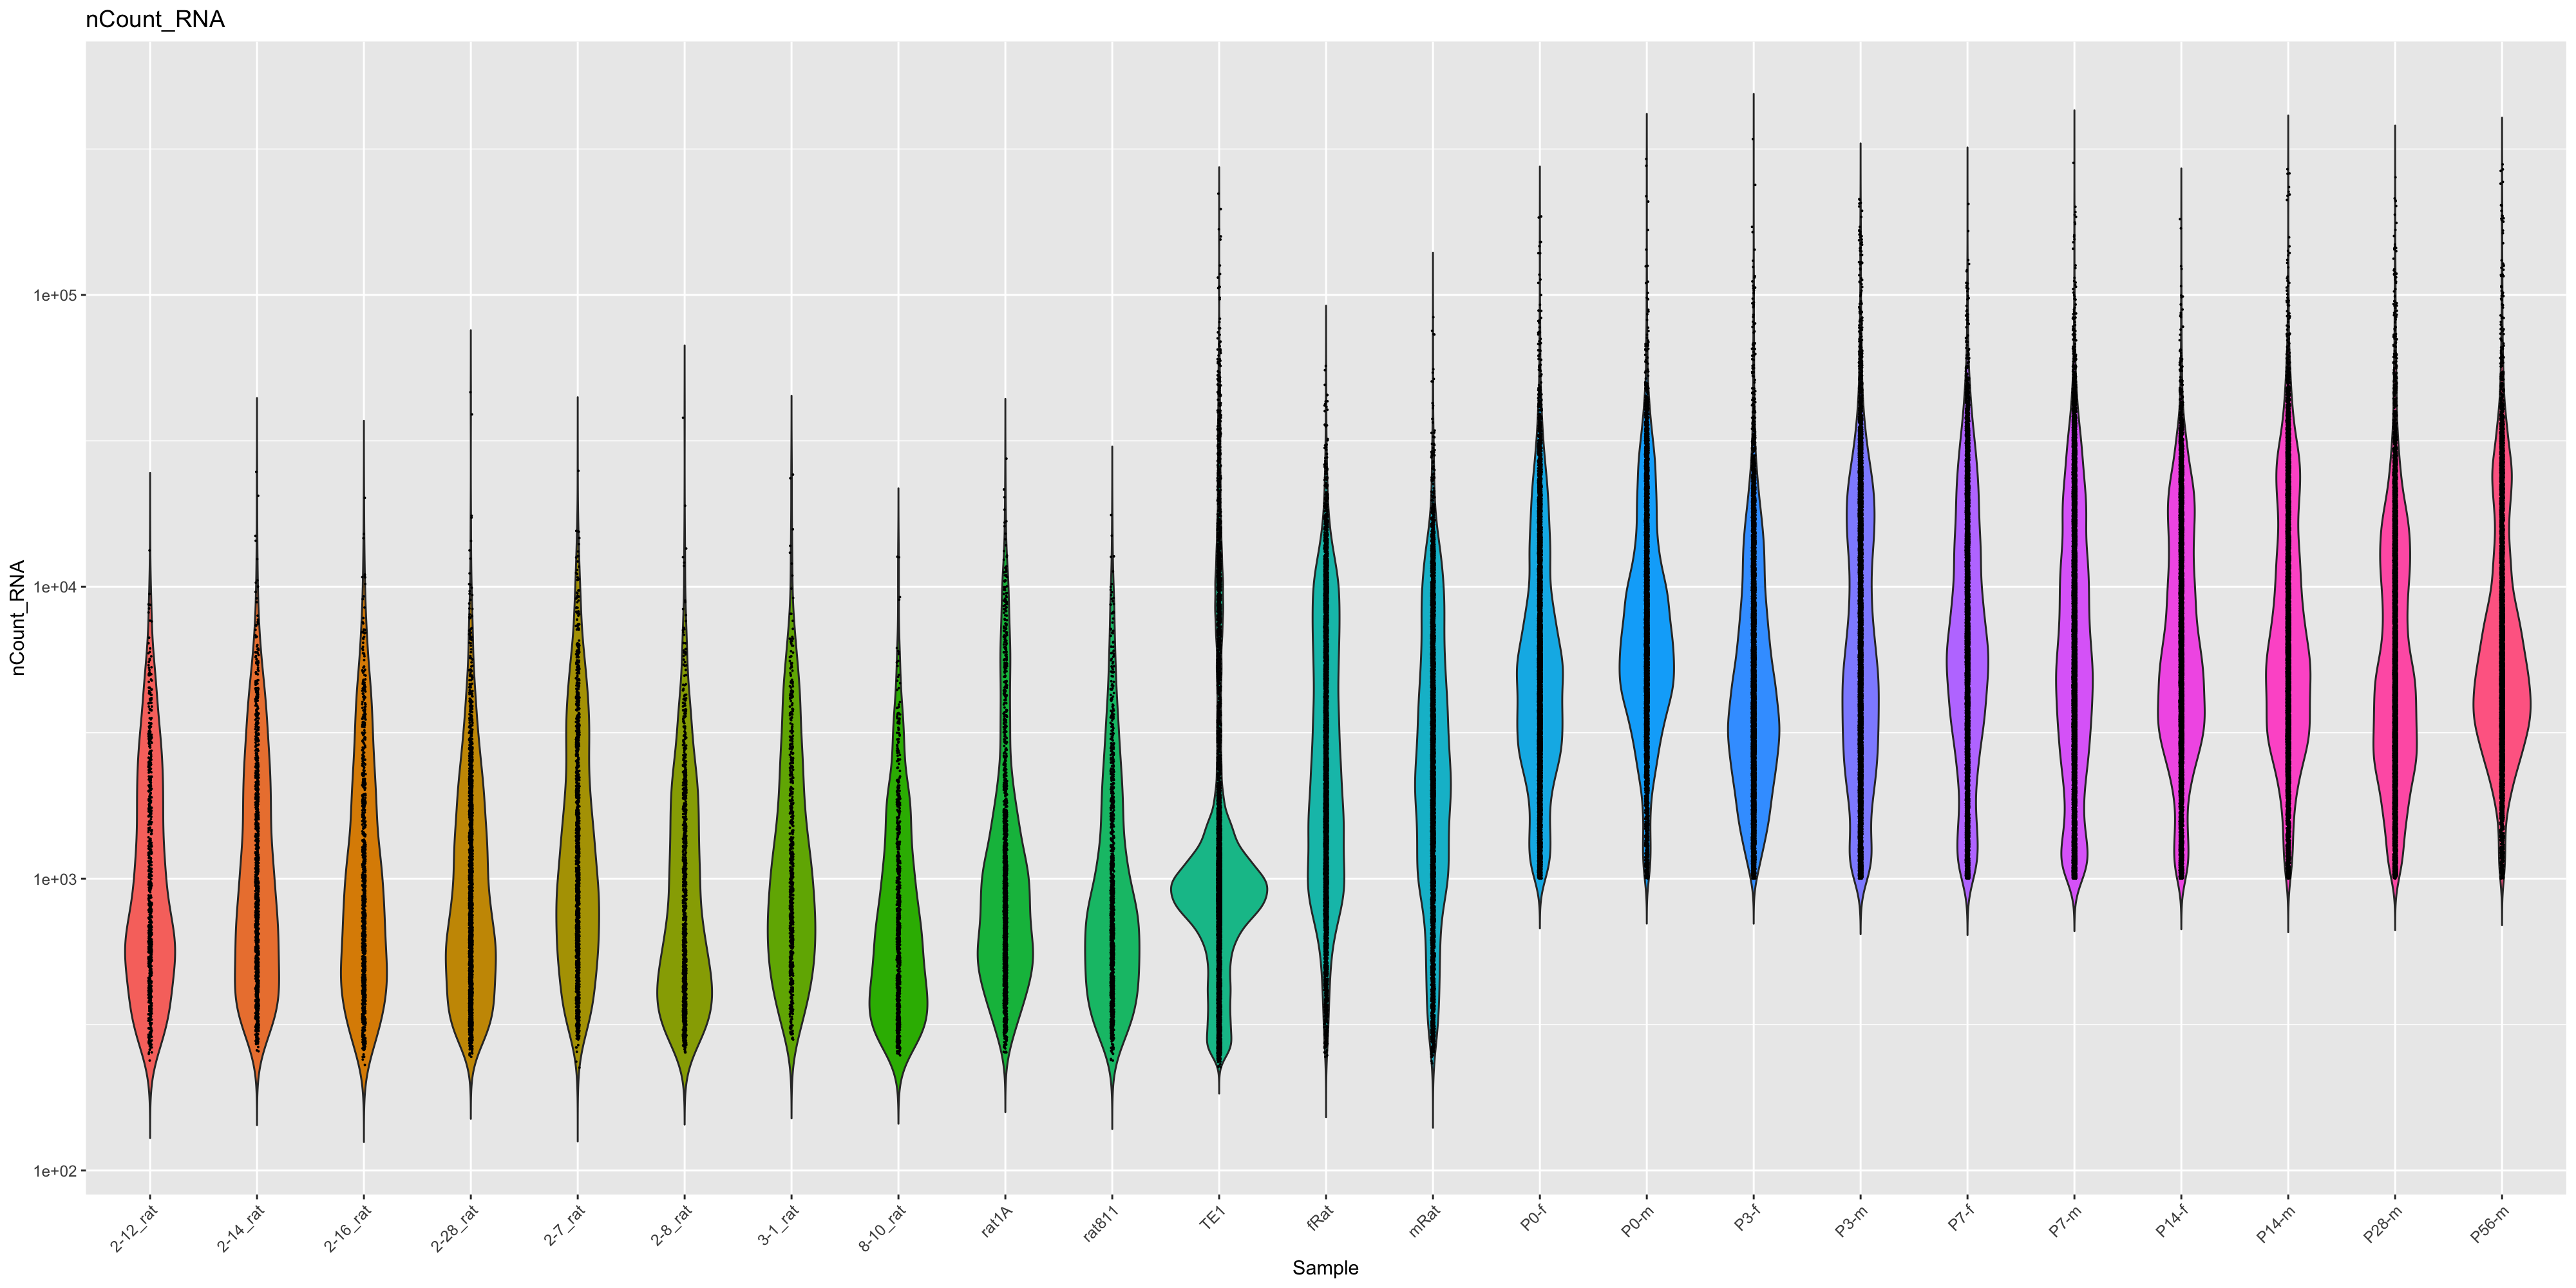 nCount_RNA
nCount_RNA
1e+05
1e+04
1e+03
1e+02
2-12_rat
2-14_rat
2-16_rat
2-28_rat
2-7_rat
2-8_rat
3-1_rat
8-10_rat
rat1A
rat811
TE1
fRat
mRat
P0-f
P0-m
P3-f
P3-m
P7-f
P7-m
P14-f
P14-m
P28-m
P56-m
Sample